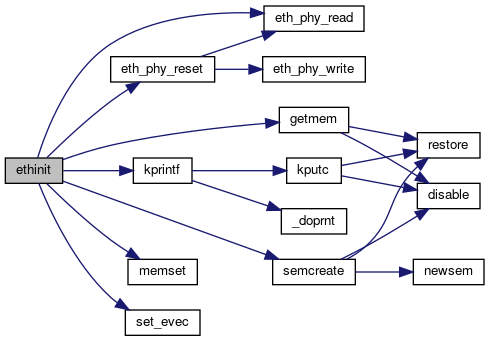 eth_phy_read
eth_phy_reset
eth_phy_write
getmem
restore
ethinit
kprintf
kputc
disable
_doprnt
memset
semcreate
newsem
set_evec